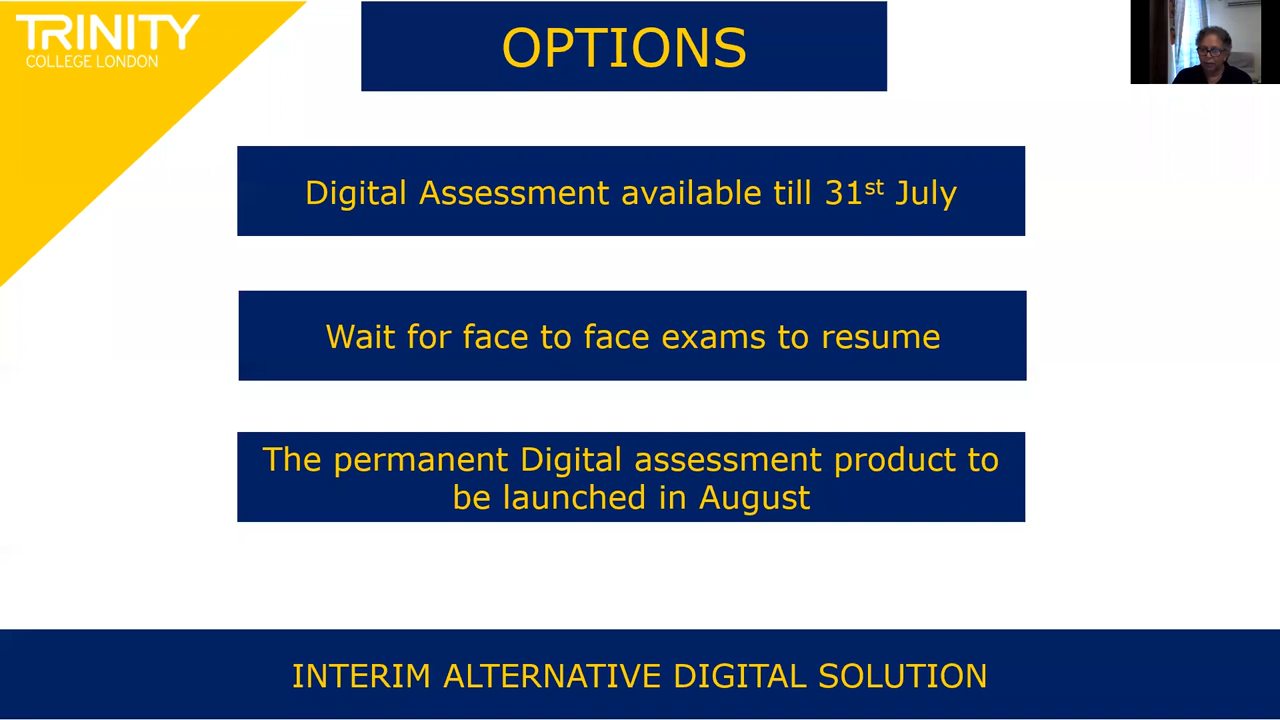 TRINITY
COLLEGE LONDON
OPTIONS
Digital Assessment available till 31st July
Wait for face to face exams to resume
The permanent Digital assessment product to
be launched in August
INTERIM ALTERNATIVE DIGITAL SOLUTION